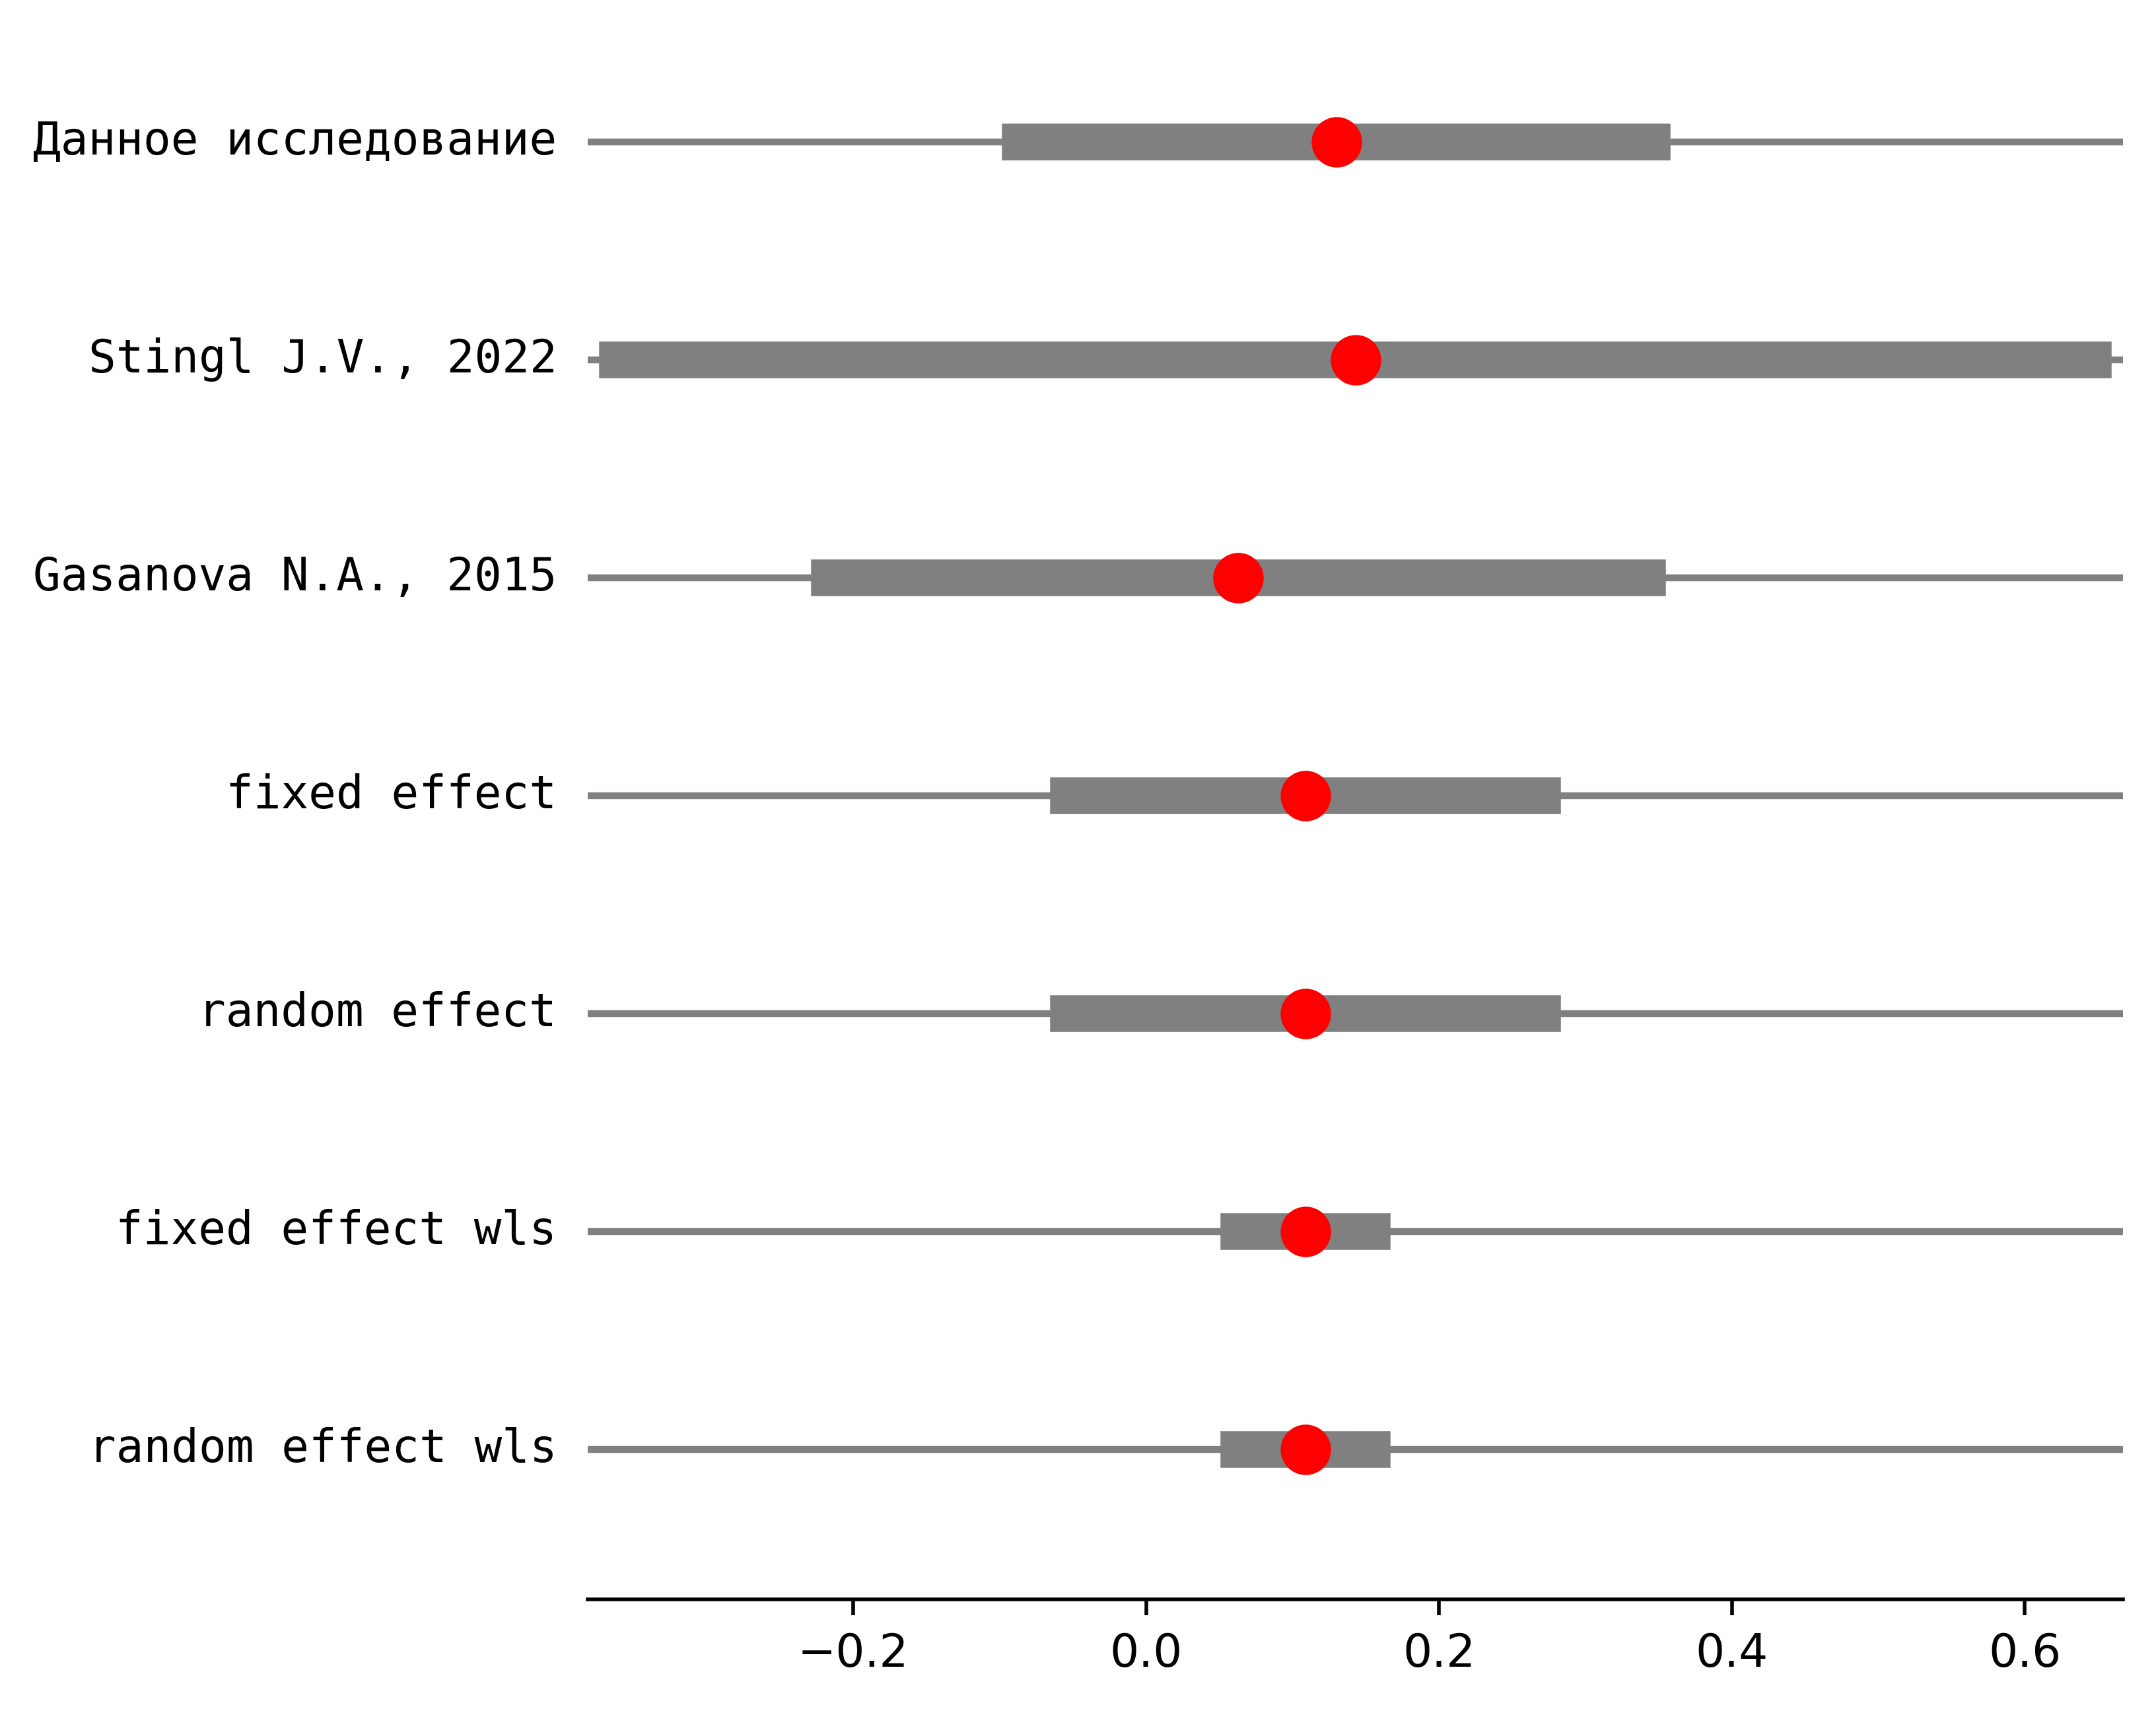 Данное исследование
Stingl J.V., 2022
Gasanova N.A., 2015
fixed effect
random effect
fixed effect wls
random effect wls
−0.2 0.0 0.2 0.4 0.6